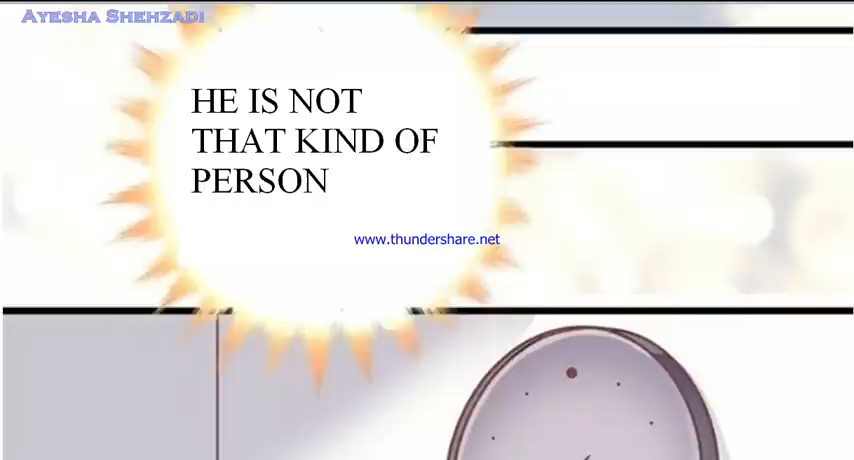 Ayesha Shehzadi
HE IS NOT
THAT KIND OF
PERSON
www.thundershare.net